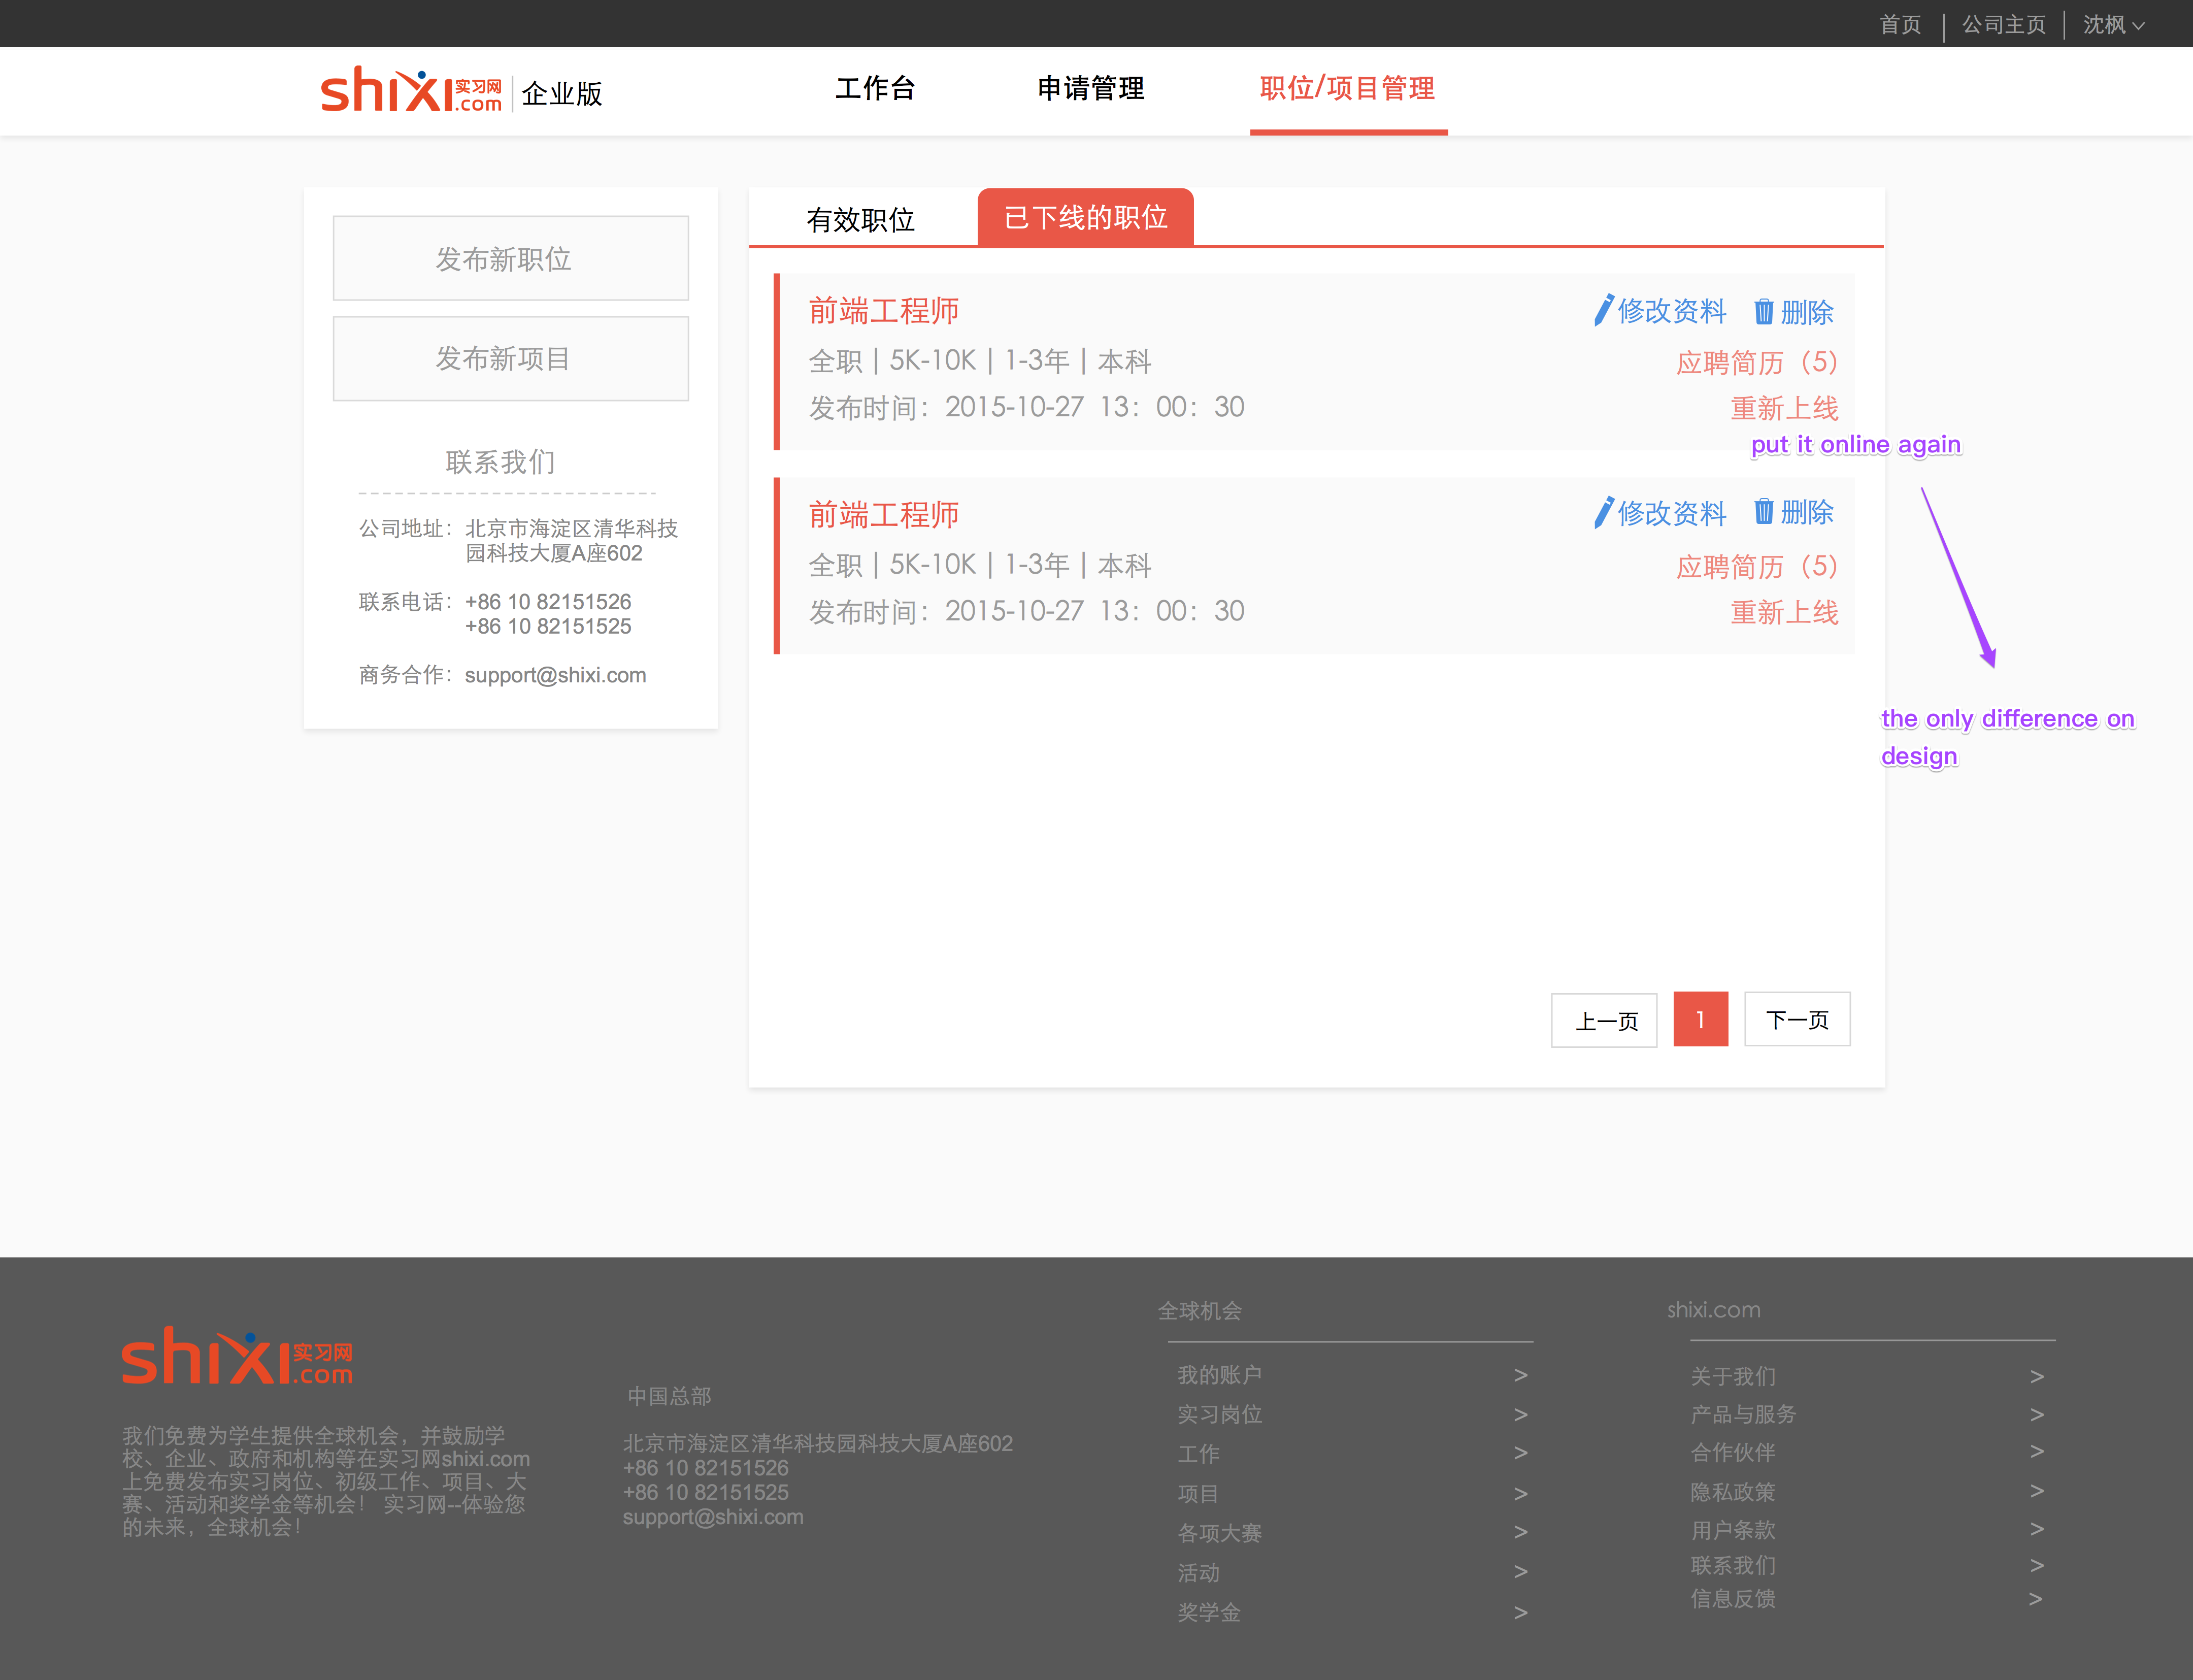 首页 | 公司主页 | 沈枫
shixi实习网.com | 企业版
工作台 申请管理 职位/项目管理
发布新职位
发布新项目
联系我们
公司地址：北京市海淀区清华科技
园科技大厦A座602
联系电话：+86 10 82151526
+86 10 82151525
商务合作：support@shixi.com
有效职位 已下线的职位
前端工程师 修改资料 删除
全职 | 5K-10K | 1-3年 | 本科 应聘简历（5）
发布时间：2015-10-27 13：00：30 重新上线
put it online again
前端工程师 修改资料 删除
全职 | 5K-10K | 1-3年 | 本科 应聘简历（5）
发布时间：2015-10-27 13：00：30 重新上线
the only difference on
design
上一页 1 下一页
shixi实习网.com
我们免费为学生提供全球机会，并鼓励学
校、企业、政府和机构等在实习网shixi.com
上免费发布实习岗位、初级工作、项目、大
赛、活动和奖学金等机会！ 实习网--体验您
的未来，全球机会！
中国总部
北京市海淀区清华科技园科技大厦A座602
+86 10 82151526
+86 10 82151525
support@shixi.com
全球机会
我的账户 >
实习岗位 >
工作 >
项目 >
各项大赛 >
活动 >
奖学金 >
shixi.com
关于我们 >
产品与服务 >
合作伙伴 >
隐私政策 >
用户条款 >
联系我们 >
信息反馈 >